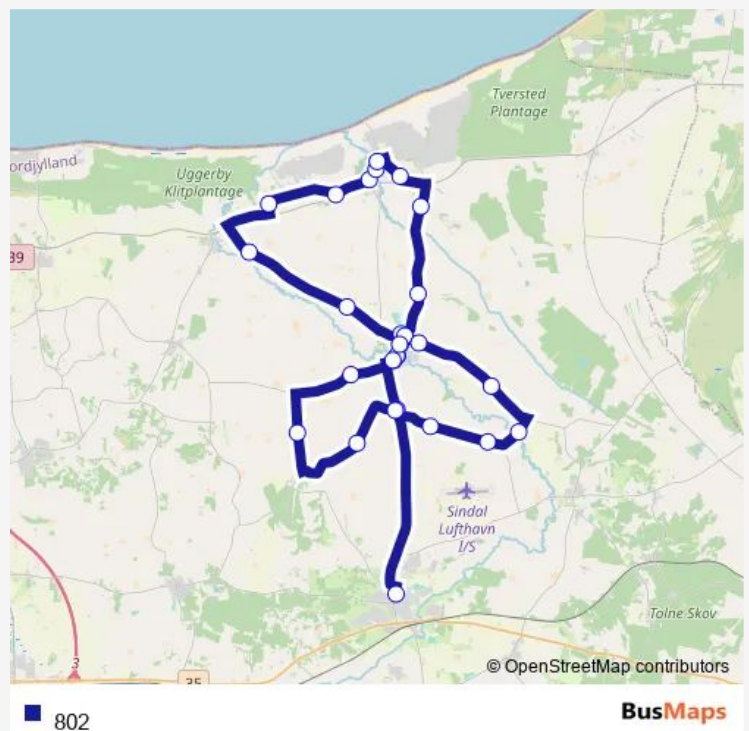 Tversted
Plantage
ordjylland
Uggerby
Klitplantage
39
Sindal
Lufthavn
I/S
Tolne Skov
3
35
© OpenStreetMap contributors
802
BusMaps